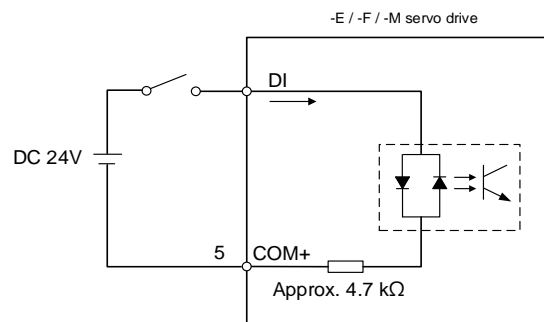 -E / -F / -M servo drive
DI
DC 24V
5 COM+
Approx. 4.7 kΩ